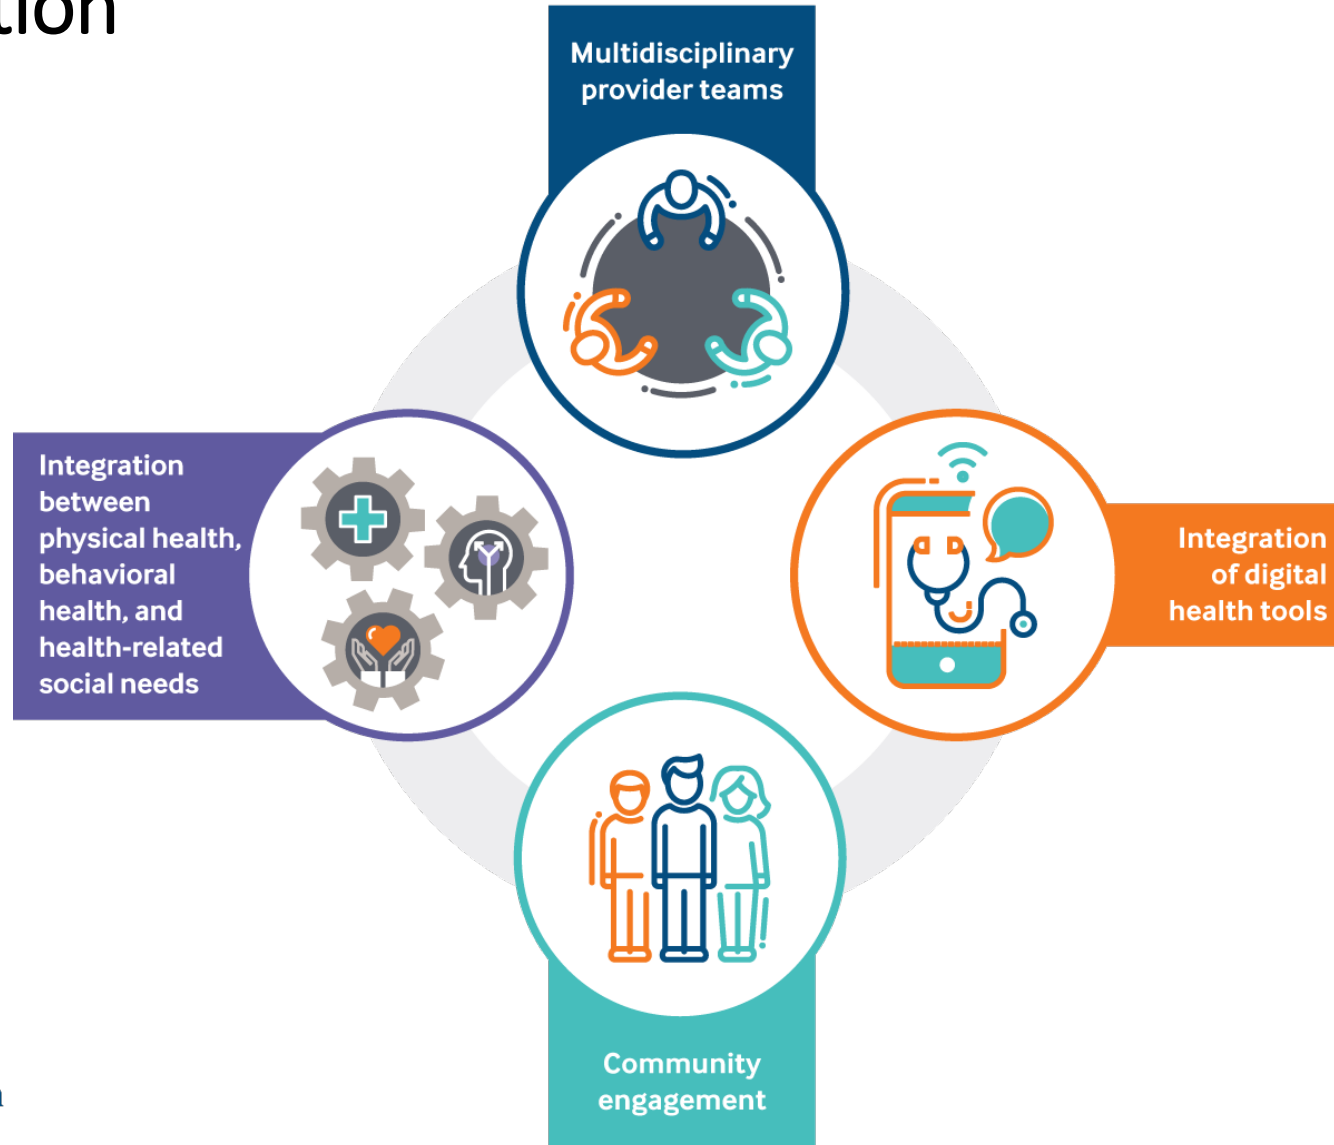 tion
Multidisciplinary
provider teams
Integration
between
physical health,
behavioral
health, and
health-related
social needs
Integration
of digital
health tools
Community
engagement